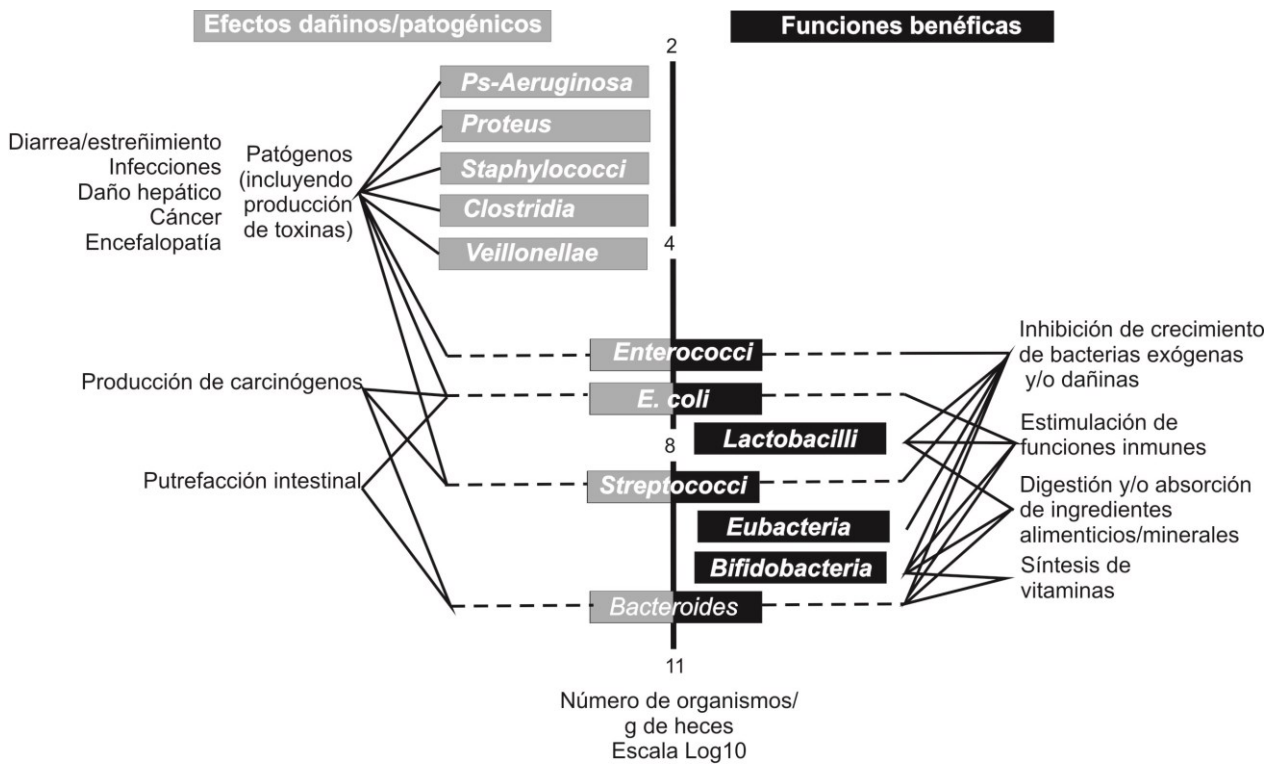 Efectos dañinos/patogénicos
Funciones benéficas
2
Ps-Aeruginosa
Proteus
Staphylococci
Clostridia
Veillonellae
Diarrea/estreñimiento
Infecciones
Daño hepático
Cáncer
Encefalopatía
Patógenos
(incluyendo
producción
de toxinas)
4
Enterococci
E. coli
Lactobacilli
8
Streptococci
Eubacteria
Bifidobacteria
Bacteroides
11
Producción de carcinógenos
Putrefacción intestinal
Inhibición de crecimiento
de bacterias exógenas
y/o dañinas
Estimulación de
funciones inmunes
Digestión y/o absorción
de ingredientes
alimenticios/minerales
Síntesis de
vitaminas
Número de organismos/
g de heces
Escala Log10